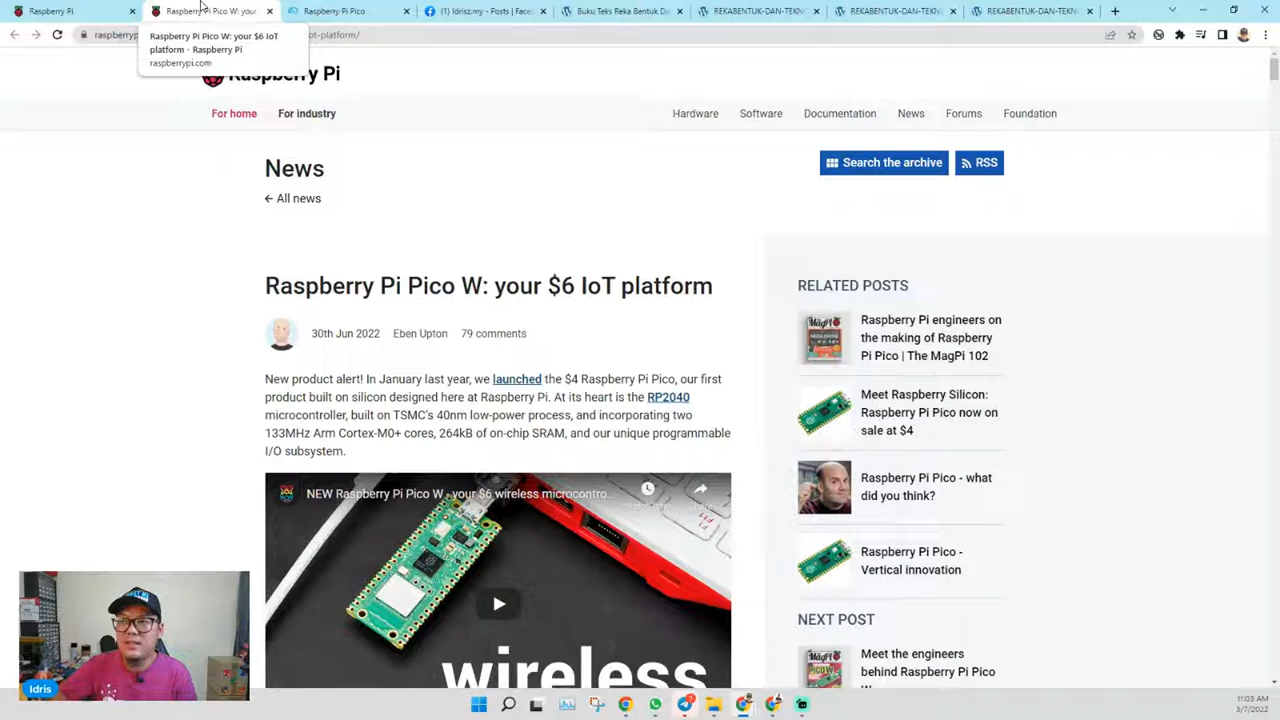 Raspberry Pi
Raspberry Pi Pico W: your
Raspberry Pi Pico
(1) Idrisz.my - Posts | Face
Buku Teks Reka Bentuk Da
REKABENTUK-DAN-TEKN
REKABENTUK-DAN-TEKN
REKABENTUK-DAN-TEKN
Raspberry Pi Pico W: your $6 IoT
platform - Raspberry Pi
raspberrypi.com
ot-platform/
Raspberry Pi
For home
For industry
Hardware
Software
Documentation
News
Forums
Foundation
News
Search the archive
RSS
← All news
Raspberry Pi Pico W: your $6 IoT platform
30th Jun 2022
Eben Upton
79 comments
New product alert! In January last year, we launched the $4 Raspberry Pi Pico, our first
product built on silicon designed here at Raspberry Pi. At its heart is the RP2040
microcontroller, built on TSMC's 40nm low-power process, and incorporating two
133MHz Arm Cortex-M0+ cores, 264kB of on-chip SRAM, and our unique programmable
I/O subsystem.
NEW Raspberry Pi Pico W - your $6 wireless microcontro...
wireless
RELATED POSTS
Raspberry Pi engineers on
the making of Raspberry
Pi Pico | The MagPi 102
Meet Raspberry Silicon:
Raspberry Pi Pico now on
sale at $4
Raspberry Pi Pico - what
did you think?
Raspberry Pi Pico -
Vertical innovation
NEXT POST
Meet the engineers
behind Raspberry Pi Pico
Idris
11:03 AM
3/7/2022